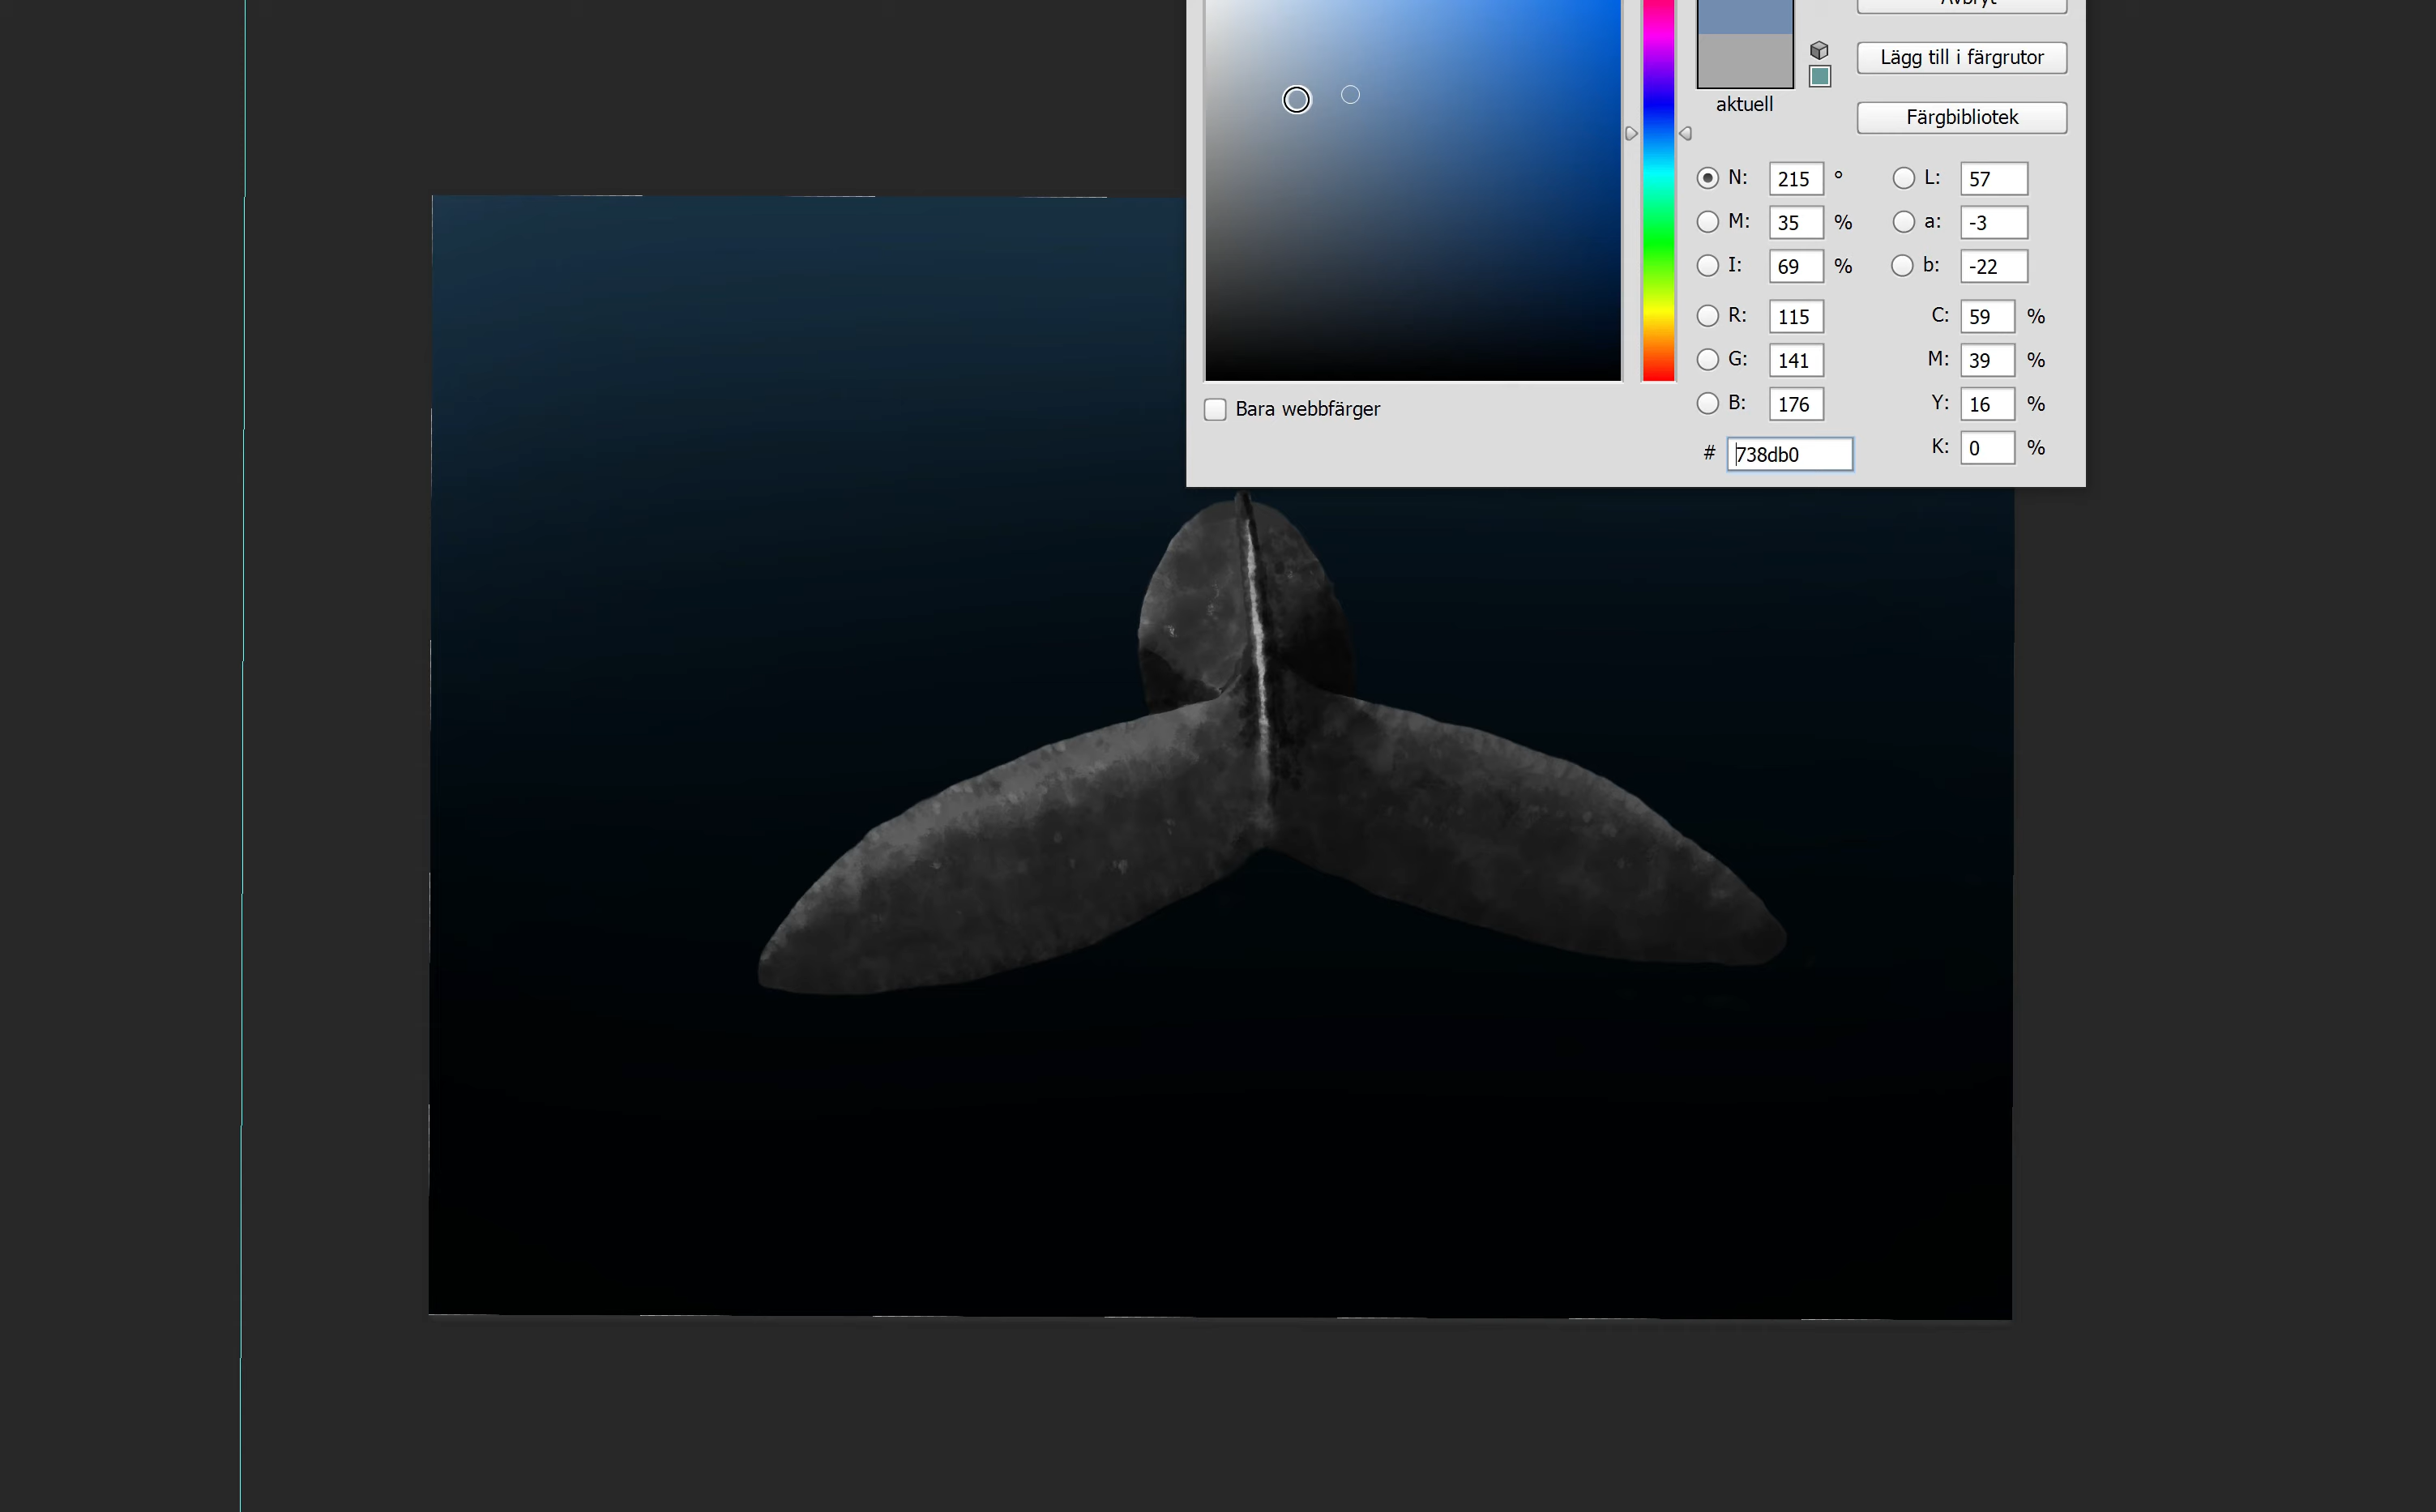 Avbryt
Lägg till i färgrutor
aktuell
Färgbibliotek
N: 215 ° L: 57
M: 35 % a: -3
I: 69 % b: -22
R: 115 C: 59 %
G: 141 M: 39 %
B: 176 Y: 16 %
Bara webbfärger
# 738db0 K: 0 %